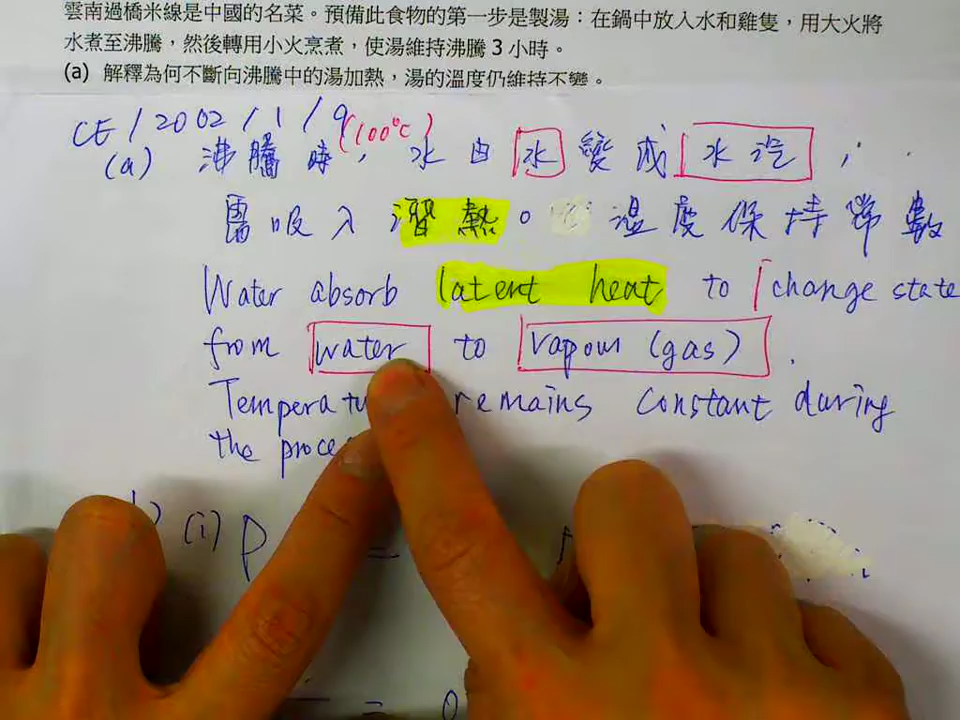 雲南過橋米線是中國的名菜。預備此食物的第一步是製湯：在鍋中放入水和雞隻，用大火將
水煮至沸騰，然後轉用小火烹煮，使湯維持沸騰 3 小時。
(a) 解釋為何不斷向沸騰中的湯加熱，湯的溫度仍維持不變。
CE / 2002 / 1 / 9
(100°C)
(a) 沸騰時，水由 水 變成 水汽，
需吸入潛熱。溫度保持常數
Water absorb latent heat to change state
from water to vapour (gas).
Temperatu remains constant during
the proce
(i) P =
= 0